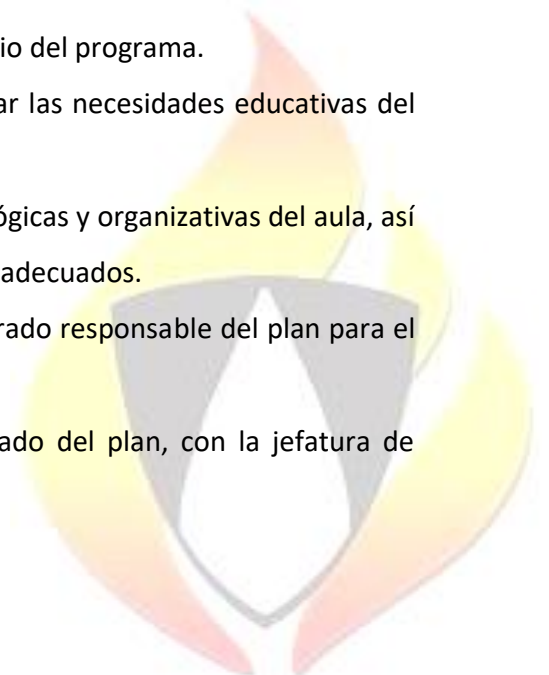 io del programa.
ar las necesidades educativas del
ógicas y organizativas del aula, así
adecuados.
rado responsable del plan para el
ado del plan, con la jefatura de